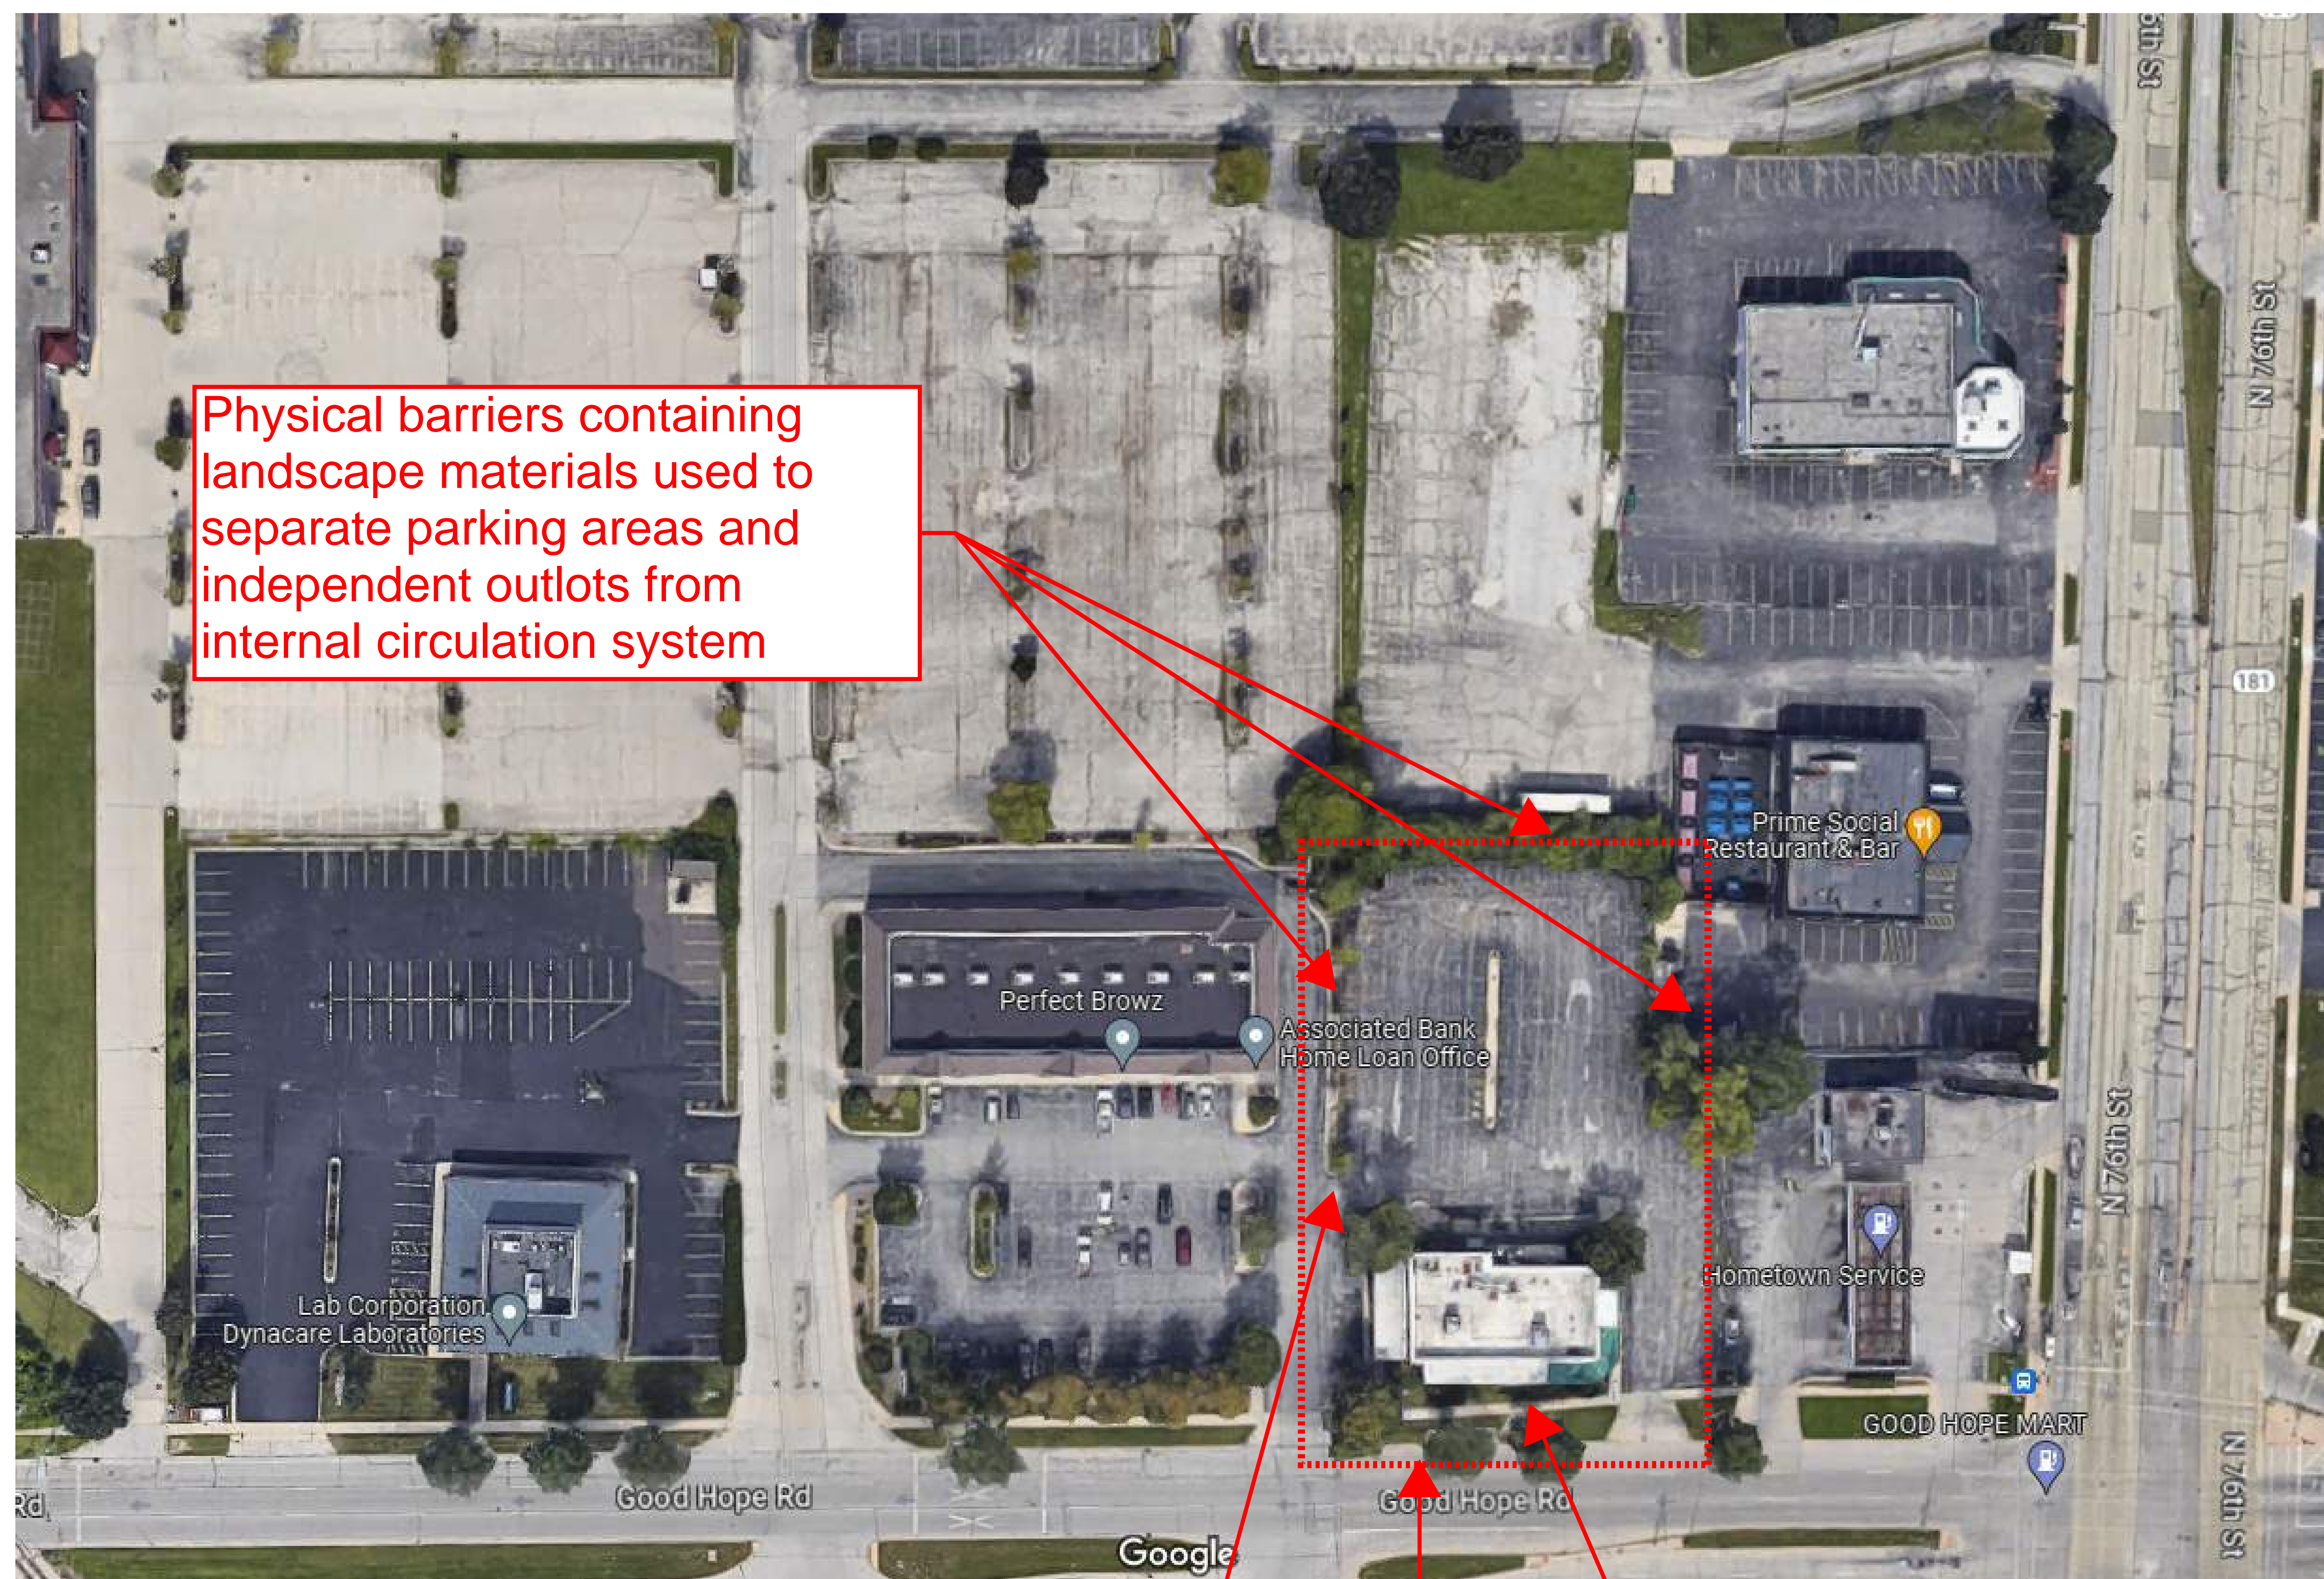 6th St
N 76th St
Physical barriers containing
landscape materials used to
separate parking areas and
independent outlots from
internal circulation system
181
Prime Social
Restaurant & Bar
Perfect Browz
Associated Bank
Home Loan Office
N 76th St
Hometown Service
Lab Corporation
Dynacare Laboratories
GOOD HOPE MART
N 76th St
Rd
Good Hope Rd
Good Hope Rd
Google